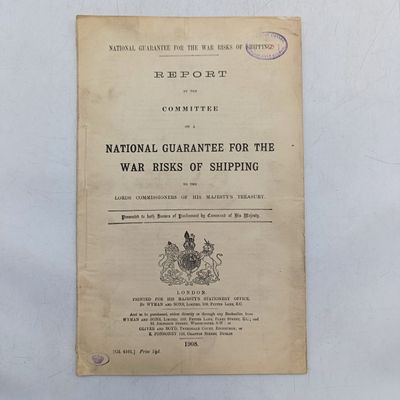 NATIONAL GUARANTEE FOR THE WAR RISKS OF SHIPPING.
REPORT
BY THE
COMMITTEE
ON A
NATIONAL GUARANTEE FOR THE
WAR RISKS OF SHIPPING
TO THE
LORDS COMMISSIONERS OF HIS MAJESTY'S TREASURY.
Presented to both Houses of Parliament by Command of His Majesty.
LONDON:
PRINTED FOR HIS MAJESTY'S STATIONERY OFFICE,
By WYMAN AND SONS, LIMITED, 109, FETTER LANE, E.C.
And to be purchased, either directly or through any Bookseller, from
WYMAN AND SONS, LIMITED, 109, FETTER LANE, FLEET STREET, E.C.; and
32, ABINGDON STREET, WESTMINSTER, S.W.; or
OLIVER AND BOYD, TWEEDDALE COURT, EDINBURGH; or
E. PONSONBY, 116, GRAFTON STREET, DUBLIN.
1908.
[Cd. 4161.] Price